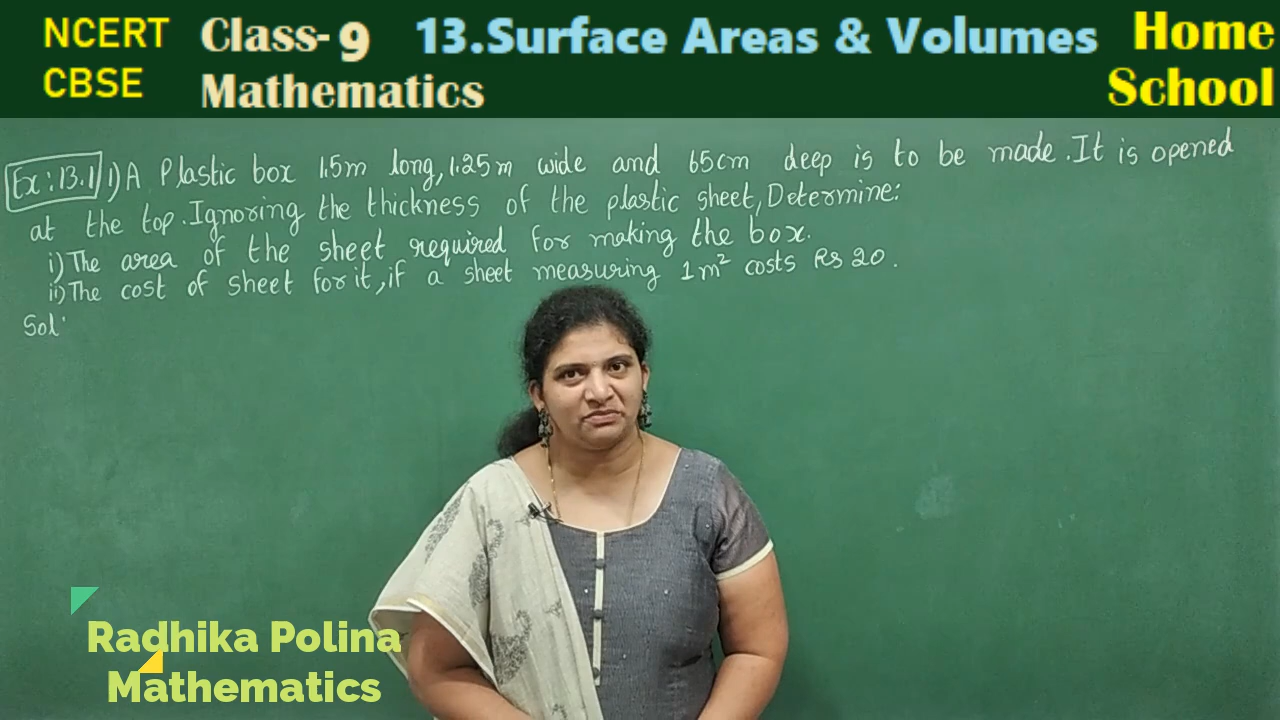 NCERT Class-9 13.Surface Areas & Volumes Home
CBSE Mathematics School
Ex:13.1 1) A Plastic box 1.5m long, 1.25m wide and 65cm deep is to be made. It is opened
at the top. Ignoring the thickness of the plastic sheet, Determine:
i) The area of the sheet required for making the box.
ii) The cost of sheet for it, if a sheet measuring 1m² costs Rs 20.
Sol:
Radhika Polina
Mathematics